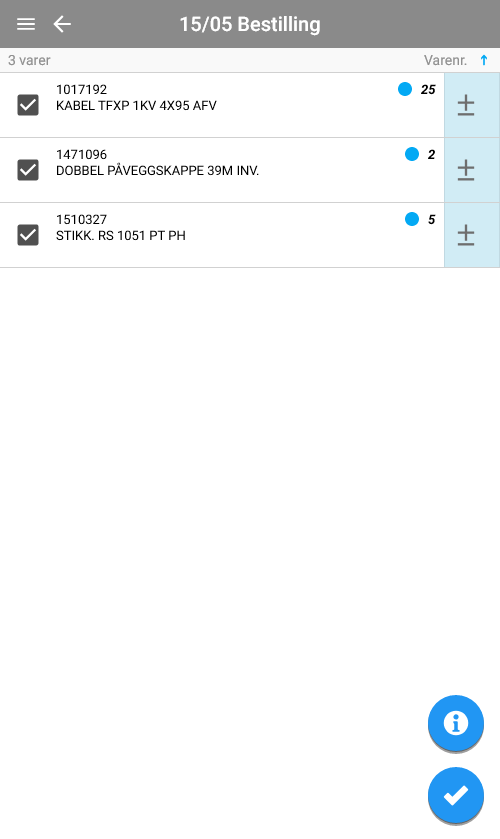 15/05 Bestilling
3 varer Varenr.
1017192 25
KABEL TFXP 1KV 4X95 AFV
1471096 2
DOBBEL PÅVEGGSKAPPE 39M INV.
1510327 5
STIKK. RS 1051 PT PH